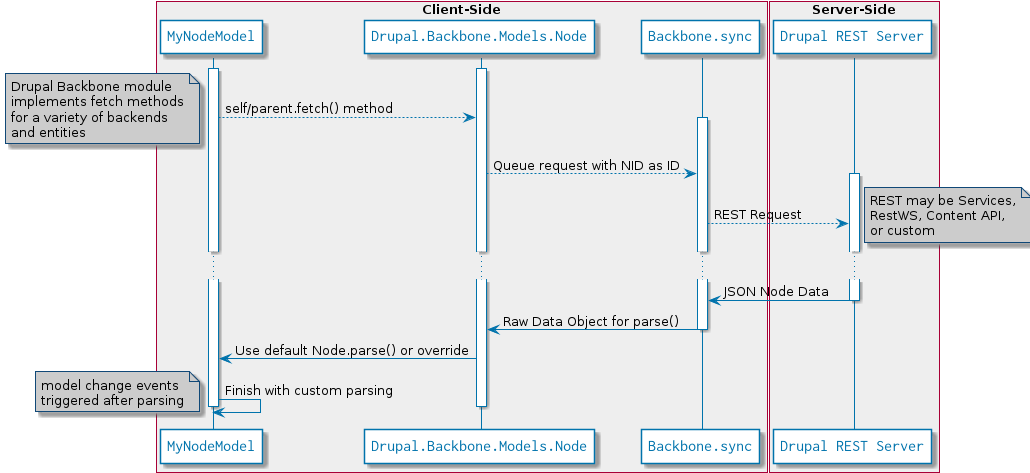 Client-Side
Server-Side
MyNodeModel
Drupal.Backbone.Models.Node
Backbone.sync
Drupal REST Server
Drupal Backbone module
implements fetch methods
for a variety of backends
and entities
self/parent.fetch() method
Queue request with NID as ID
REST Request
REST may be Services,
RestWS, Content API,
or custom
JSON Node Data
Raw Data Object for parse()
Use default Node.parse() or override
model change events
triggered after parsing
Finish with custom parsing
MyNodeModel
Drupal.Backbone.Models.Node
Backbone.sync
Drupal REST Server